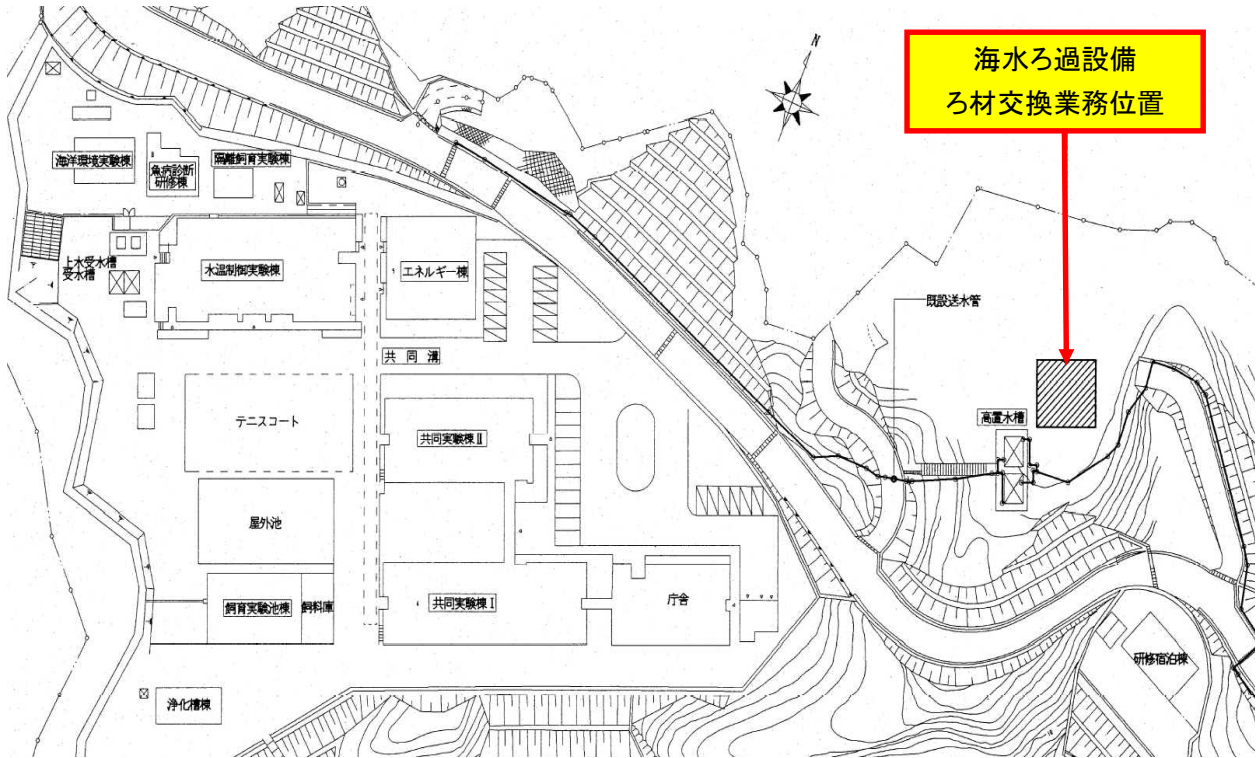 海水ろ過設備
ろ材交換業務位置
N
海洋環境実験棟
魚病診断
研修棟
隔離飼育実験棟
上水受水槽
受水槽
水温制御実験棟
エネルギー棟
既設送水管
共同溝
高置水槽
テニスコート
共同実験棟Ⅱ
屋外池
飼育実験池棟
飼料庫
共同実験棟Ⅰ
庁舎
研修宿泊棟
浄化槽棟